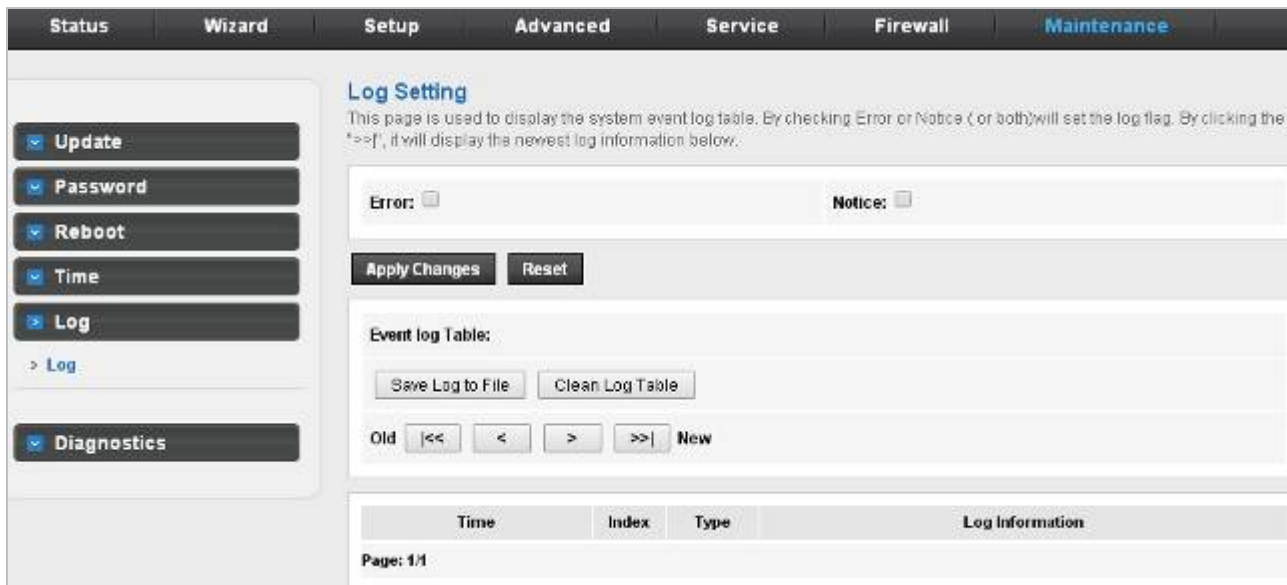 Status Wizard Setup Advanced Service Firewall Maintenance
Update
Password
Reboot
Time
Log
> Log
Diagnostics
Log Setting
This page is used to display the system event log table. By checking Error or Notice ( or both)will set the log flag. By clicking the
">>|", it will display the newest log information below.
Error: Notice:
Apply Changes Reset
Event log Table:
Save Log to File Clean Log Table
Old |<< < > >>| New
Time Index Type Log Information
Page: 1/1